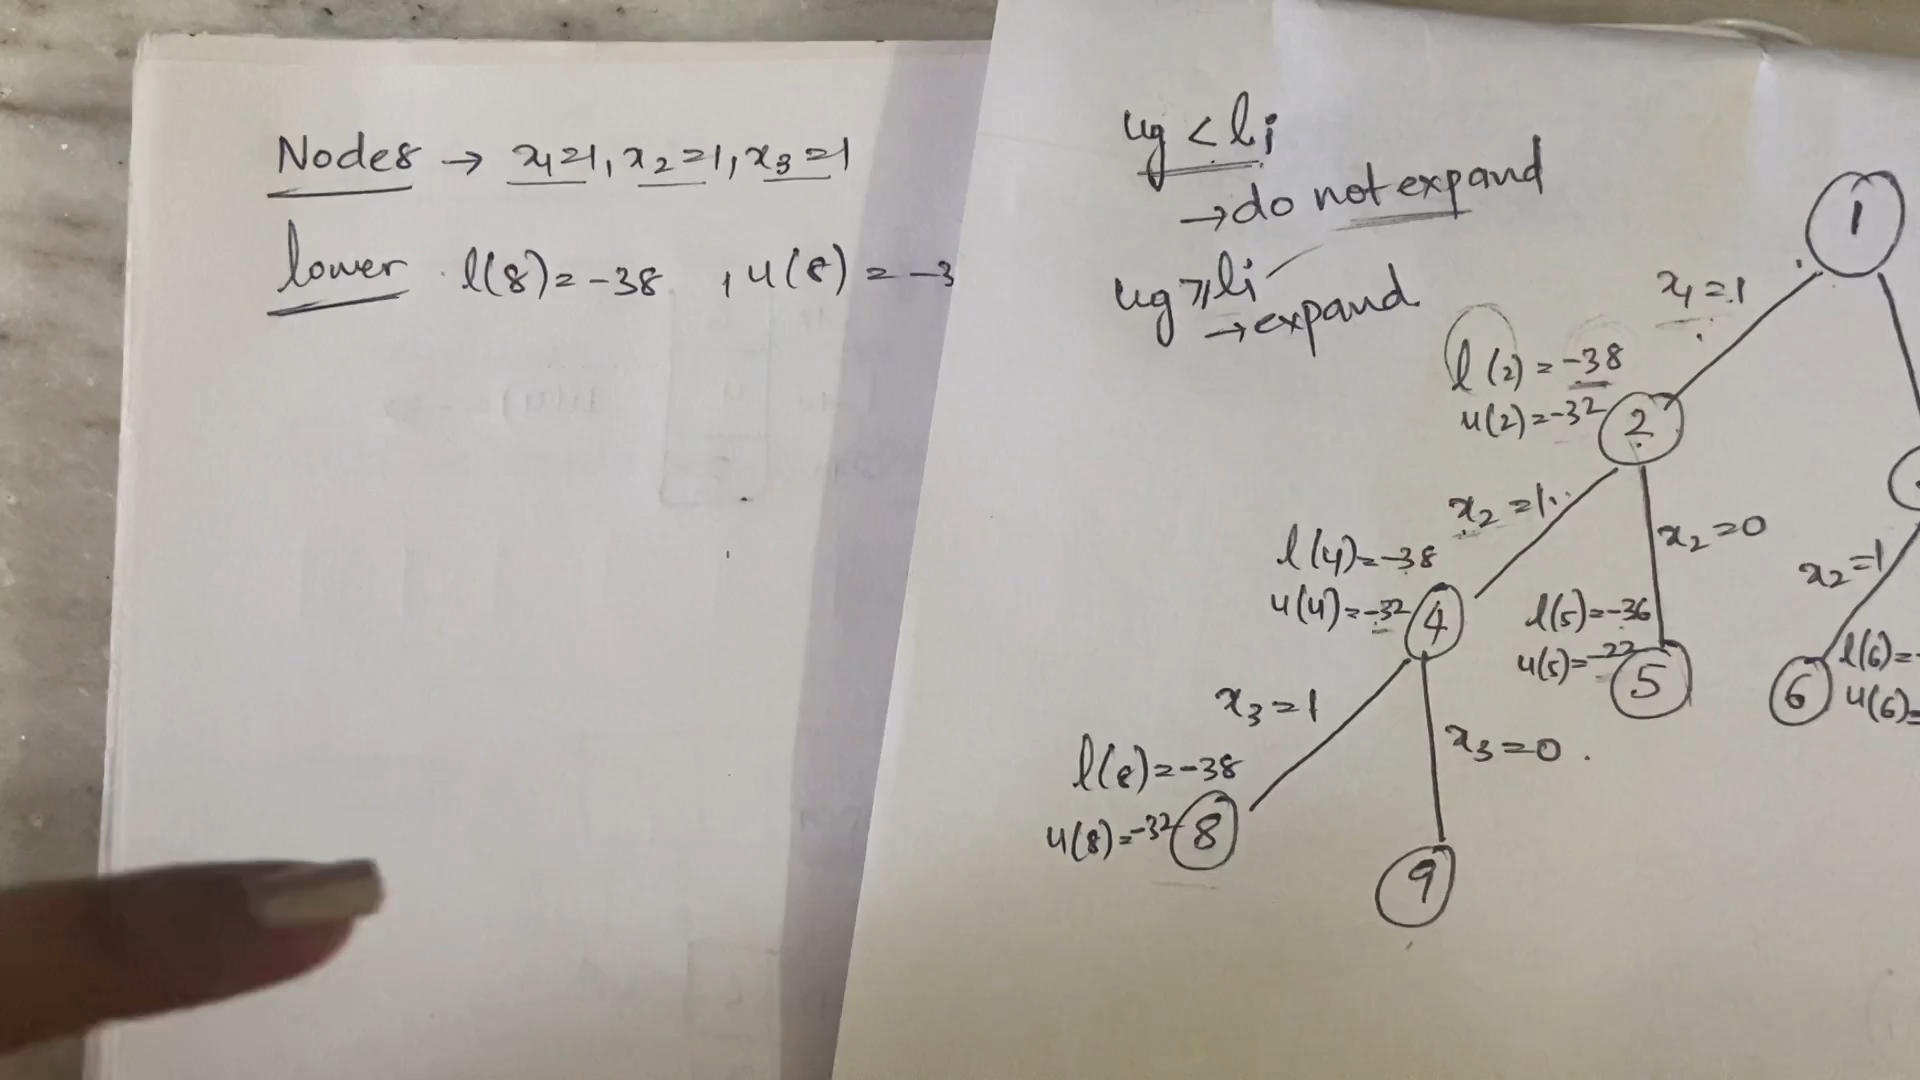 Node8 → x1=1, x2=1, x3=1
lower l(8)=-38 , u(8) = -3
ug < li
→ do not expand
ug ≥ li
→ expand
1
x1=1
l(2) = -38
u(2)=-32
2
x2=1
x2=0
x2=1
l(4)=-38
u(4)=-32
4
l(5)=-36
u(5)=-22
5
6
l(6)=-
u(6)=
x3=1
x3=0
l(8)=-38
u(8)=-32
8
9